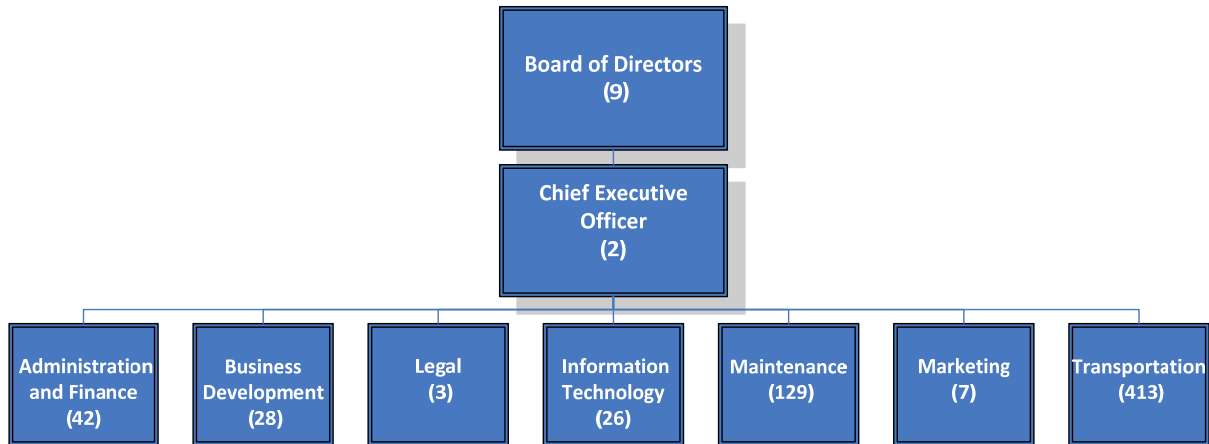 Board of Directors
(9)
Chief Executive
Officer
(2)
Administration
and Finance
(42)
Business
Development
(28)
Legal
(3)
Information
Technology
(26)
Maintenance
(129)
Marketing
(7)
Transportation
(413)